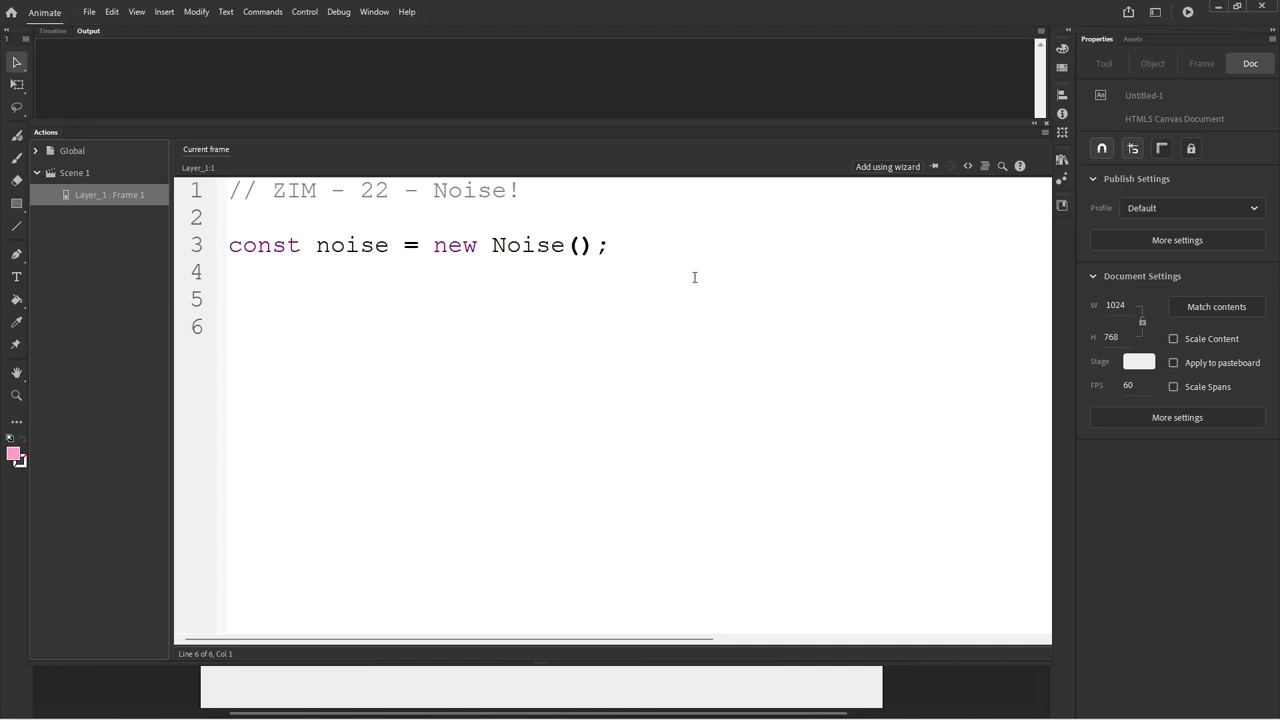 Animate File Edit View Insert Modify Text Commands Control Debug Window Help
1
Timeline Output
Properties Assets
Tool Object Frame Doc
An Untitled-1
HTML5 Canvas Document
Actions
Global
Current frame
Layer_1:1
Add using wizard
Scene 1
Layer_1 : Frame 1
1 // ZIM - 22 - Noise!
2
3 const noise = new Noise();
4
5
6
Line 6 of 6, Col 1
Publish Settings
Profile Default
More settings
Document Settings
W 1024
Match contents
H 768
Scale Content
Stage
Apply to pasteboard
FPS 60
Scale Spans
More settings